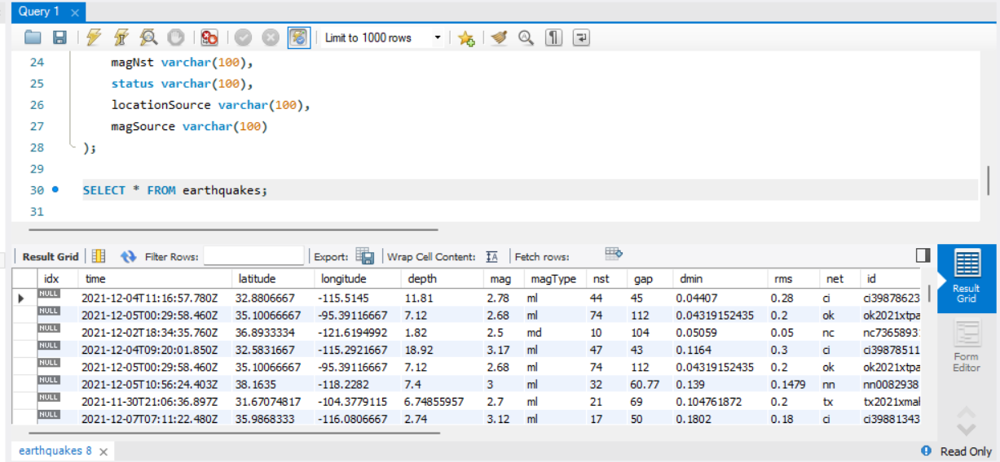 Query 1
Limit to 1000 rows
24 magNst varchar(100),
25 status varchar(100),
26 locationSource varchar(100),
27 magSource varchar(100)
28 );
29
30 SELECT * FROM earthquakes;
31
Result Grid Filter Rows: Export: Wrap Cell Content: Fetch rows:
idx time latitude longitude depth mag magType nst gap dmin rms net id
NULL 2021-12-04T11:16:57.780Z 32.8806667 -115.5145 11.81 2.78 ml 44 45 0.04407 0.28 ci ci39878623
NULL 2021-12-05T00:29:58.460Z 35.10066667 -95.39116667 7.12 2.68 ml 74 112 0.04319152435 0.2 ok ok2021xtpa
NULL 2021-12-02T18:34:35.760Z 36.8933334 -121.6194992 1.82 2.5 md 10 104 0.05059 0.05 nc nc7365893
NULL 2021-12-04T09:20:01.850Z 32.5831667 -115.2921667 18.92 3.17 ml 47 43 0.1164 0.3 ci ci39878511
NULL 2021-12-05T00:29:58.460Z 35.10066667 -95.39116667 7.12 2.68 ml 74 112 0.04319152435 0.2 ok ok2021xtpa
NULL 2021-12-05T10:56:24.403Z 38.1635 -118.2282 7.4 3 ml 32 60.77 0.139 0.1479 nn nn0082938
NULL 2021-11-30T21:06:36.897Z 31.67074817 -104.3779115 6.74855957 2.7 ml 21 69 0.104761872 0.2 tx tx2021xmal
NULL 2021-12-07T07:11:22.480Z 35.9868333 -116.0806667 2.74 3.12 ml 17 50 0.1802 0.18 ci ci39881343
Result
Grid
Form
Editor
earthquakes 8
Read Only